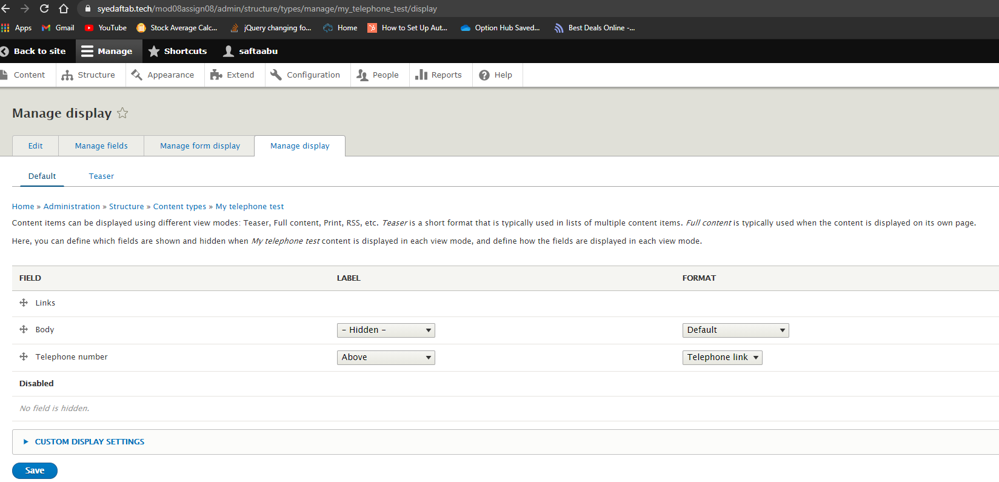 syedaftab.tech/mod08assign08/admin/structure/types/manage/my_telephone_test/display
Apps Gmail YouTube Stock Average Calc... jQuery changing fo... Home How to Set Up Aut... Option Hub Saved... Best Deals Online -...
Back to site Manage Shortcuts saftaabu
Content Structure Appearance Extend Configuration People Reports Help
Manage display
Edit Manage fields Manage form display Manage display
Default Teaser
Home » Administration » Structure » Content types » My telephone test
Content items can be displayed using different view modes: Teaser, Full content, Print, RSS, etc. Teaser is a short format that is typically used in lists of multiple content items. Full content is typically used when the content is displayed on its own page.
Here, you can define which fields are shown and hidden when My telephone test content is displayed in each view mode, and define how the fields are displayed in each view mode.
FIELD LABEL FORMAT
Links
Body - Hidden - Default
Telephone number Above Telephone link
Disabled
No field is hidden.
CUSTOM DISPLAY SETTINGS
Save